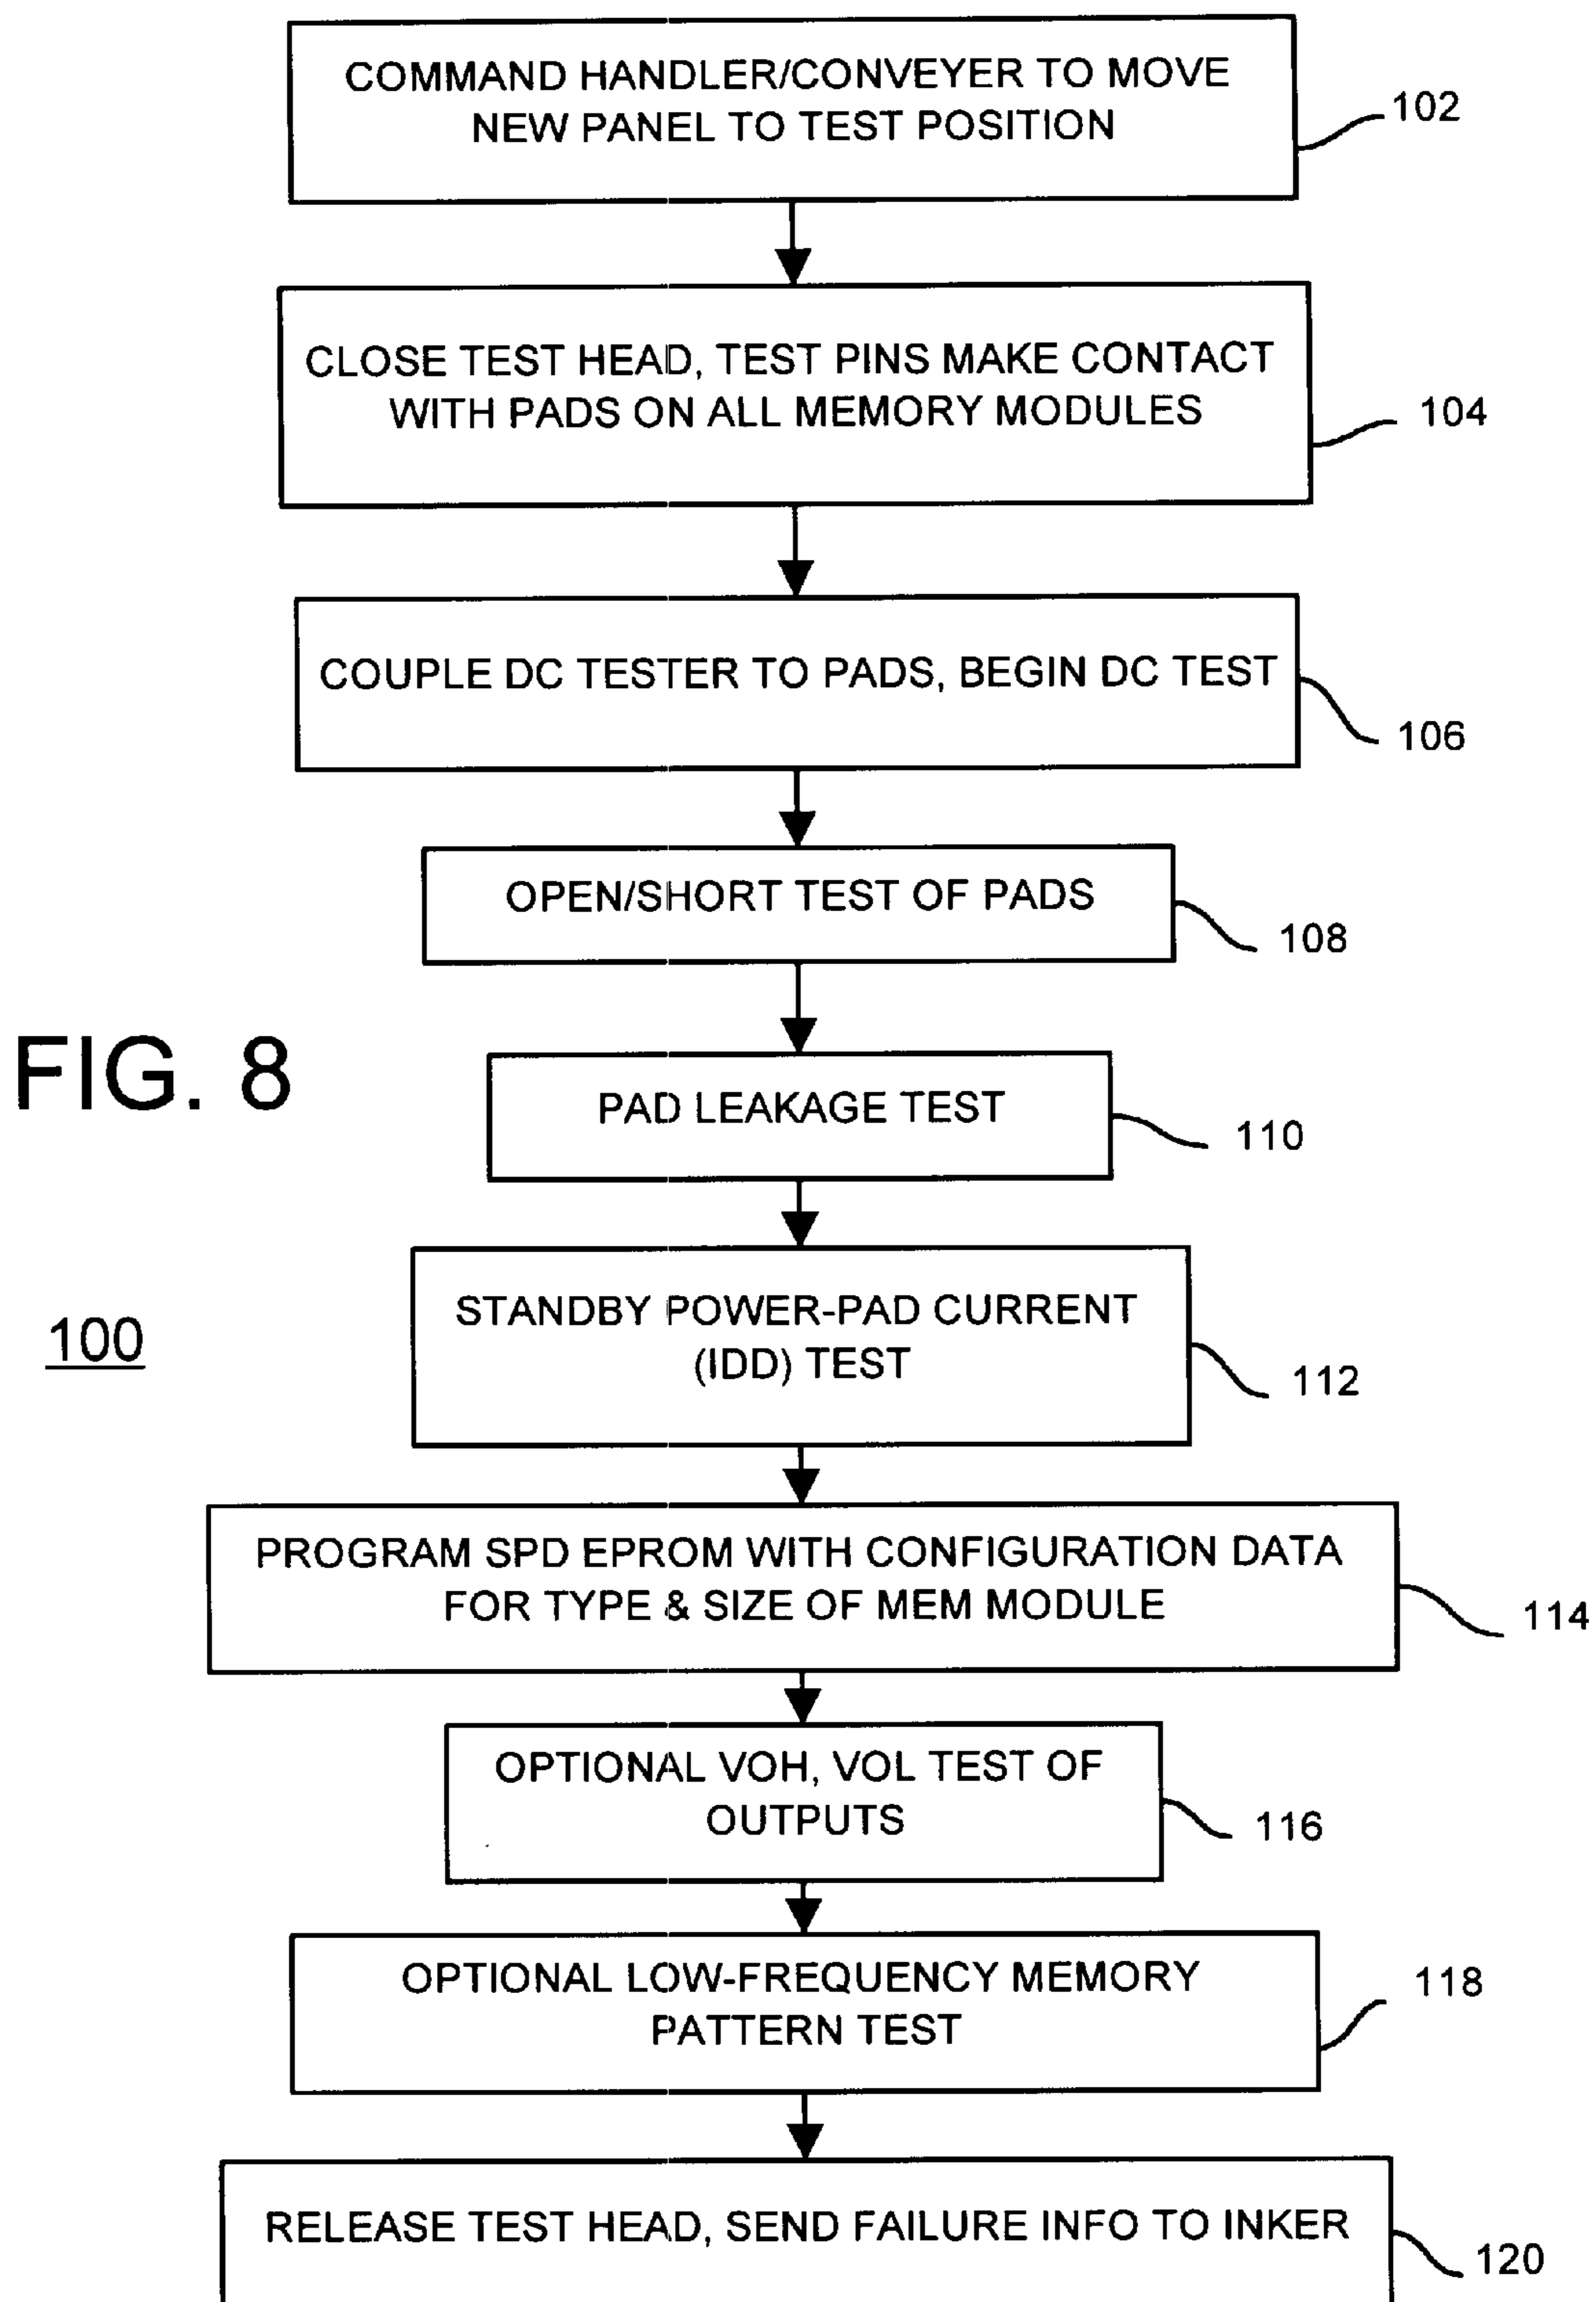 COMMAND HANDLER/CONVEYER TO MOVE
NEW PANEL TO TEST POSITION
102
CLOSE TEST HEAD, TEST PINS MAKE CONTACT
WITH PADS ON ALL MEMORY MODULES
104
COUPLE DC TESTER TO PADS, BEGIN DC TEST
106
OPEN/SHORT TEST OF PADS
108
FIG. 8
PAD LEAKAGE TEST
110
100
STANDBY POWER-PAD CURRENT
(IDD) TEST
112
PROGRAM SPD EPROM WITH CONFIGURATION DATA
FOR TYPE & SIZE OF MEM MODULE
114
OPTIONAL VOH, VOL TEST OF
OUTPUTS
116
OPTIONAL LOW-FREQUENCY MEMORY
PATTERN TEST
118
RELEASE TEST HEAD, SEND FAILURE INFO TO INKER
120